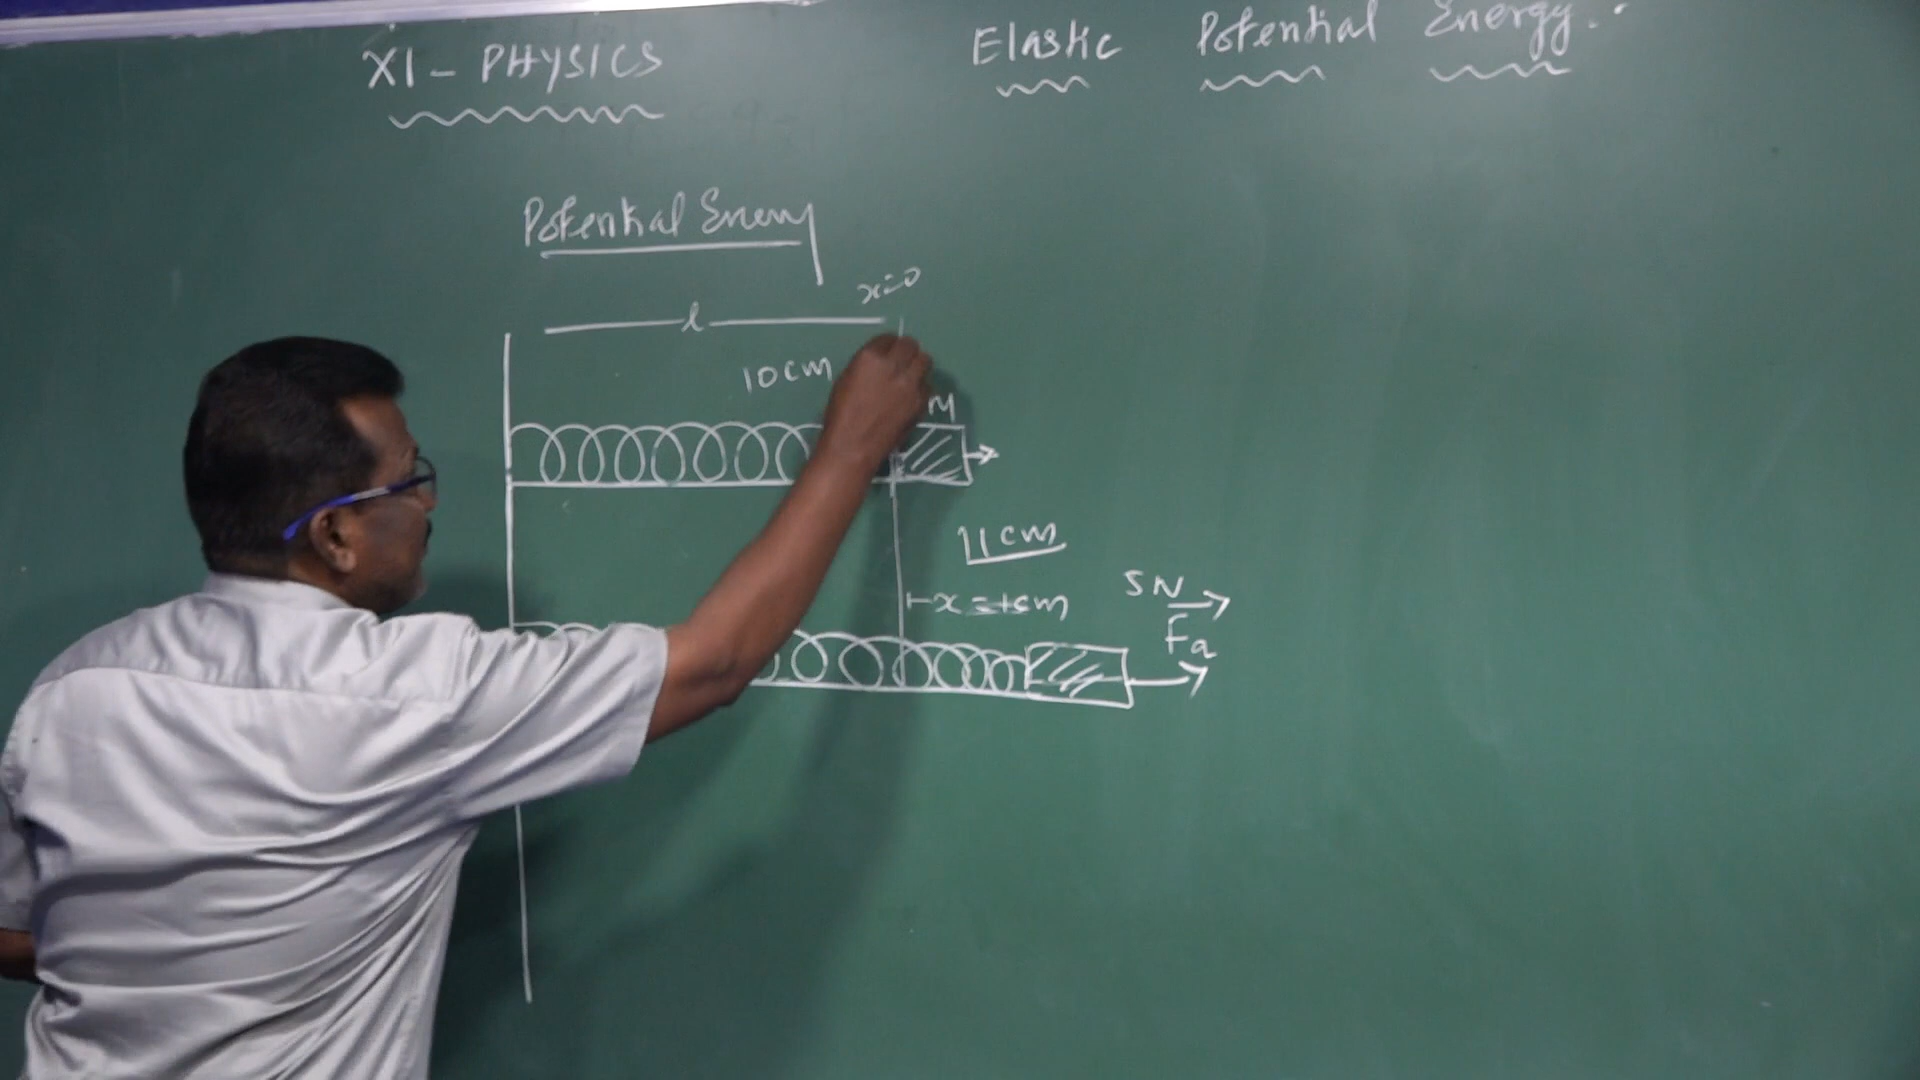 XI - PHYSICS
Elastic Potential Energy.
Potential Energy
x=0
l
10cm
M
11cm
x = 1cm
5N
Fa